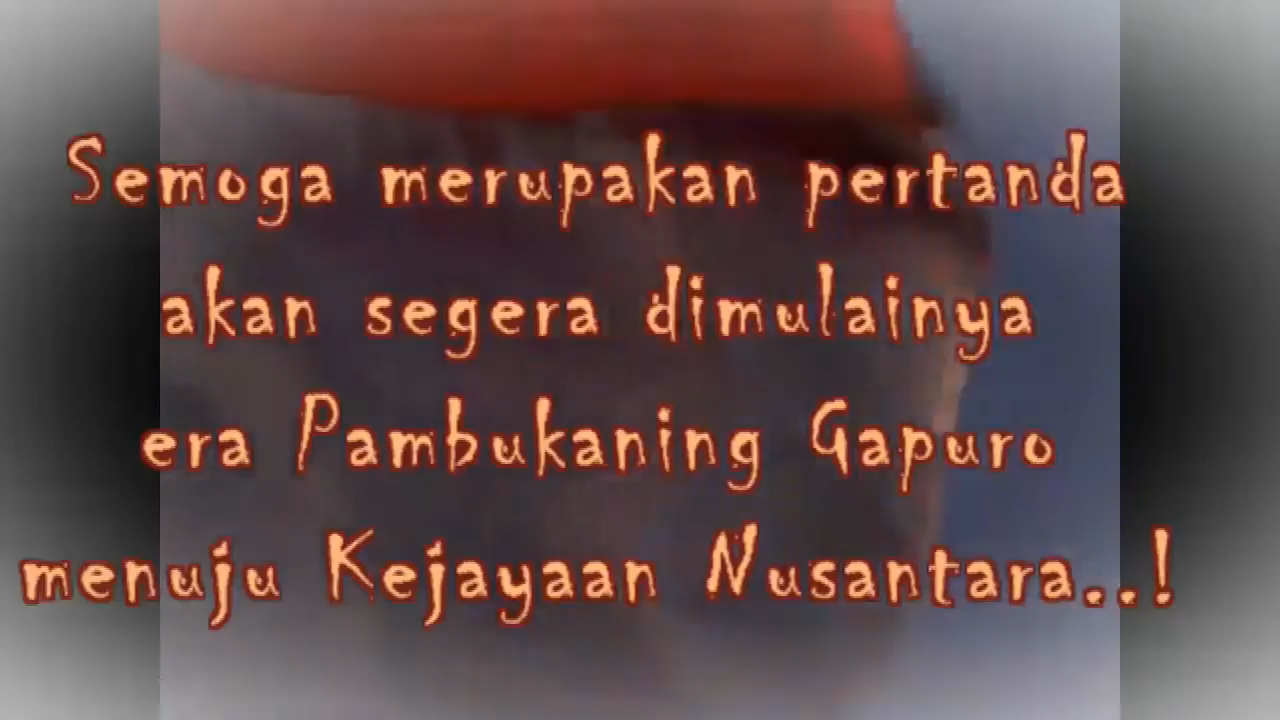 Semoga merupakan pertanda
akan segera dimulainya
era Pambukaning Gapuro
menuju Kejayaan Nusantara..!